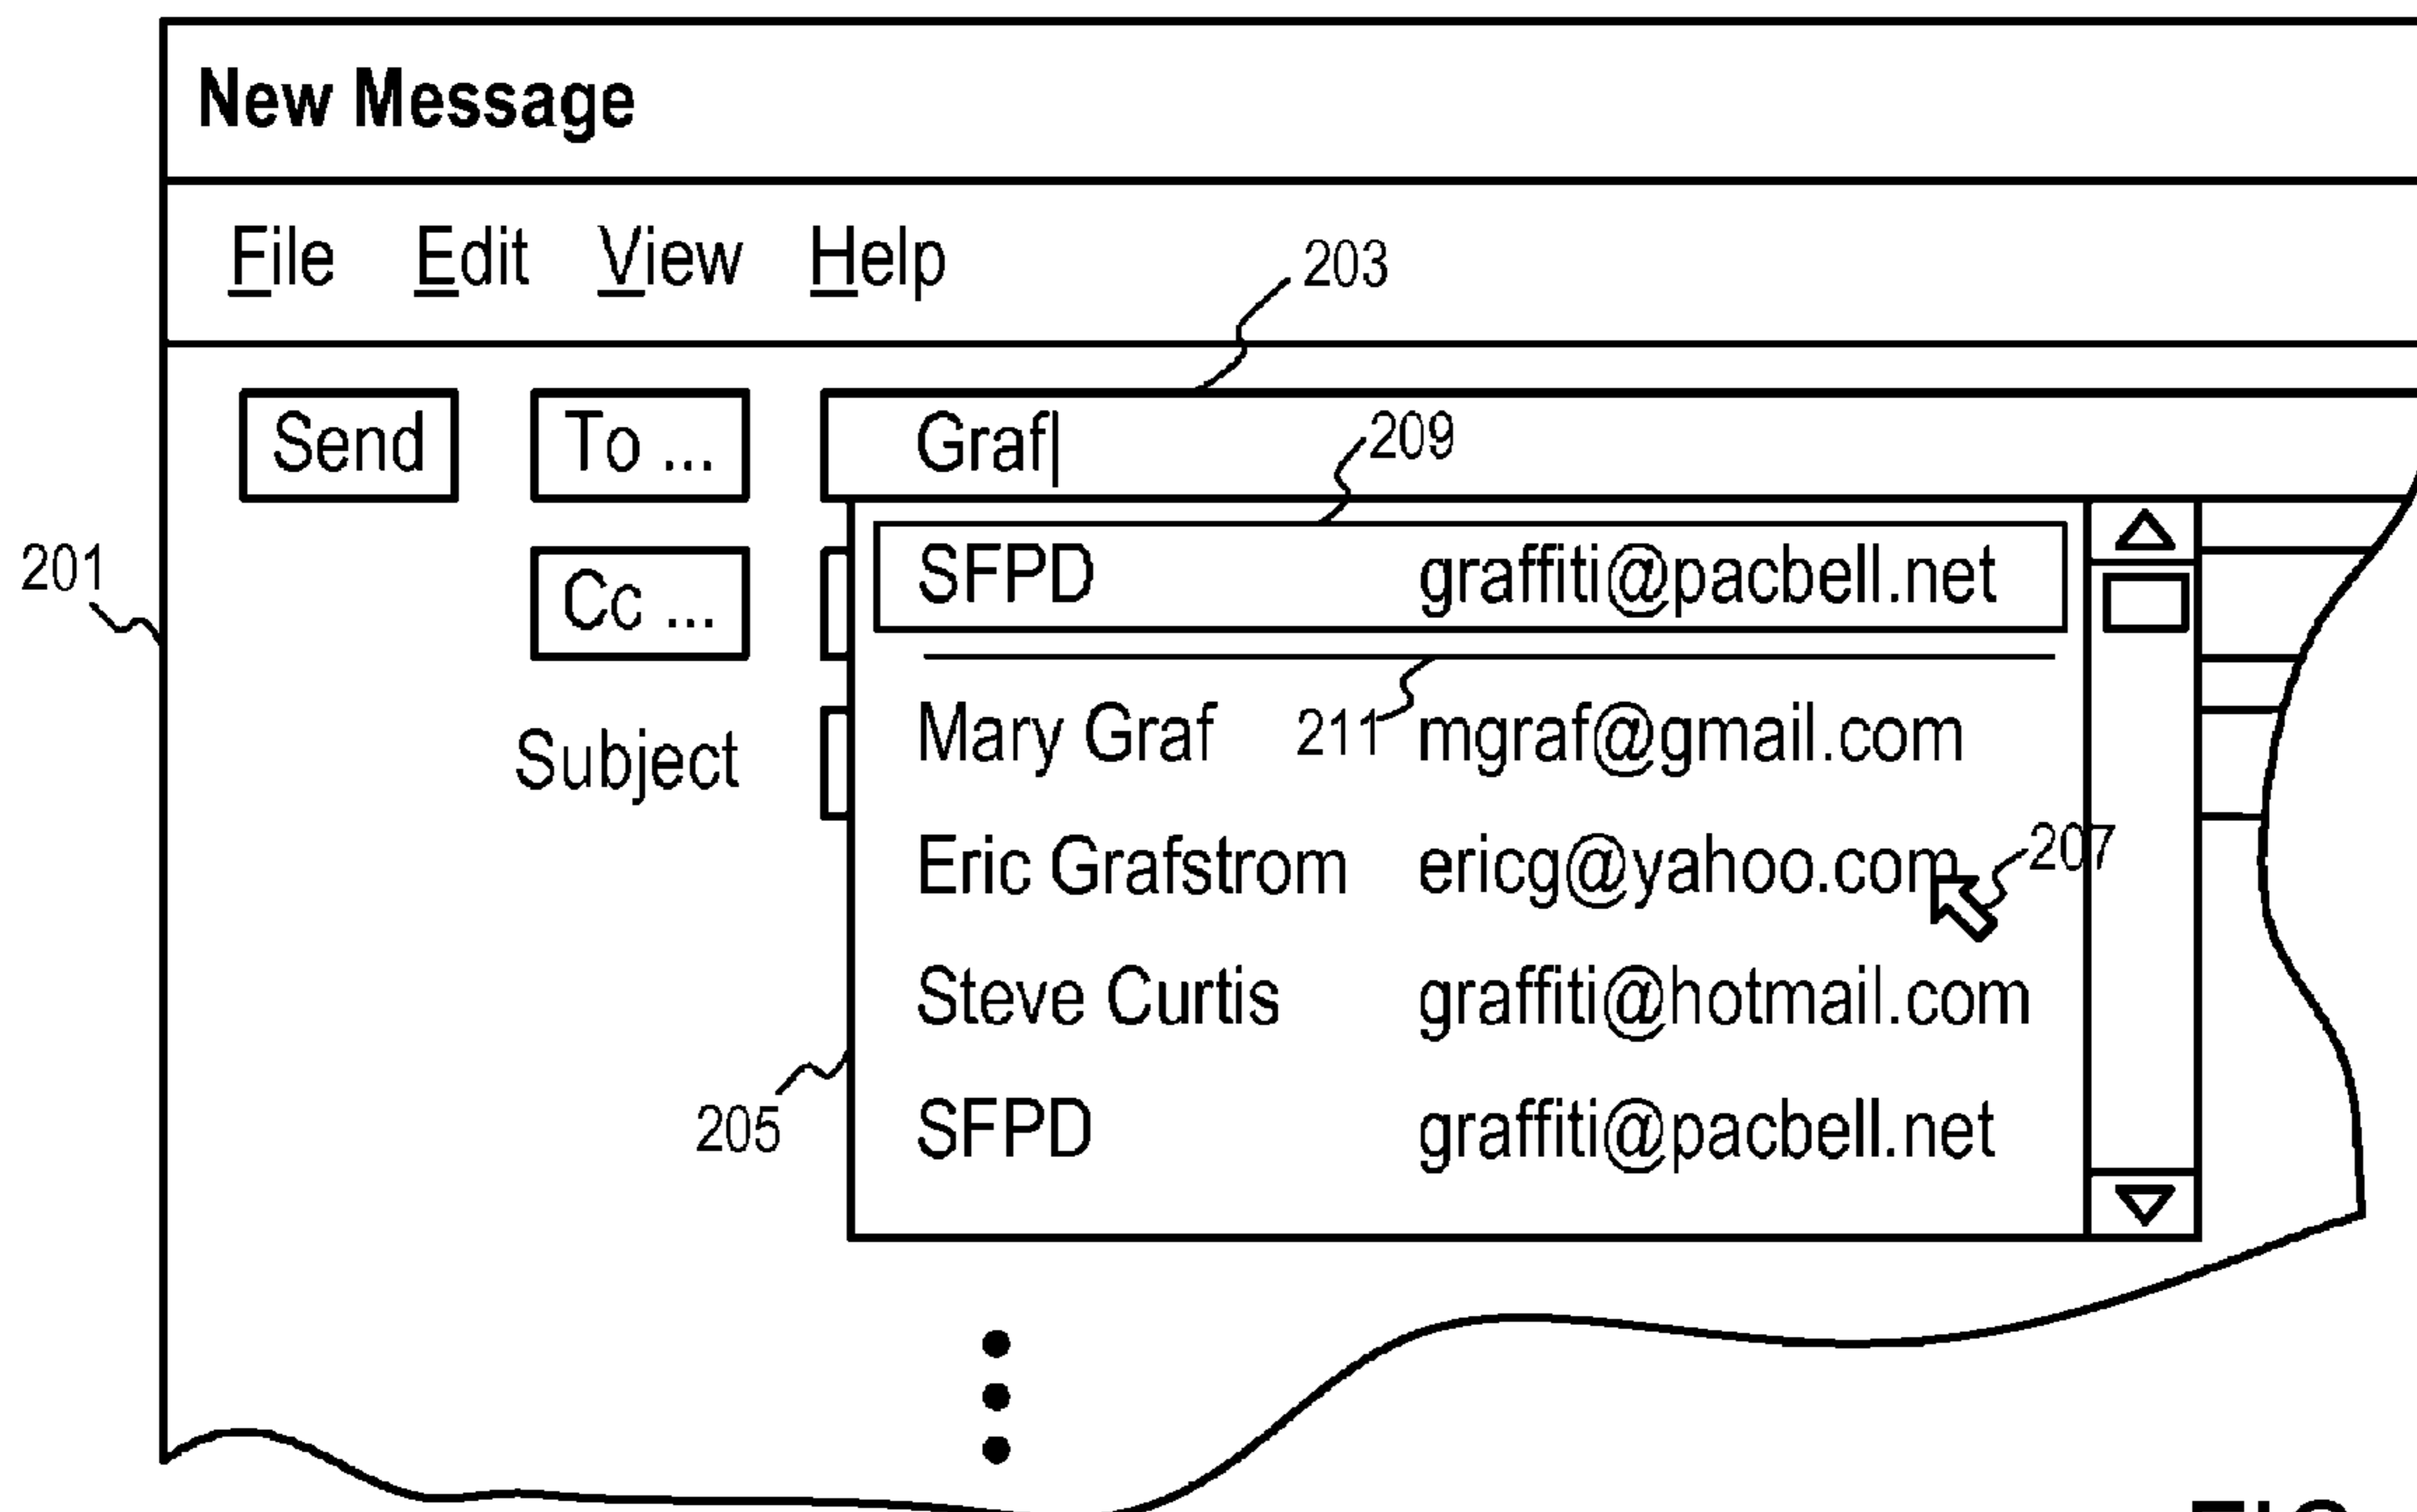 New Message
File Edit View Help
203
Send To ... Graf
209
201
SFPD graffiti@pacbell.net
Cc ...
211
Subject
Mary Graf mgraf@gmail.com
Eric Grafstrom ericg@yahoo.com
207
Steve Curtis graffiti@hotmail.com
205
SFPD graffiti@pacbell.net